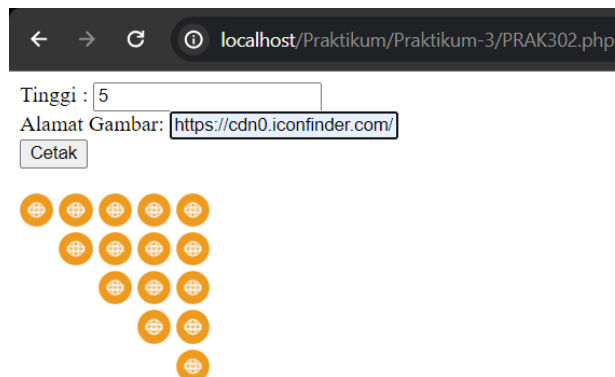 localhost/Praktikum/Praktikum-3/PRAK302.php
Tinggi : 5
Alamat Gambar: https://cdn0.iconfinder.com/
Cetak